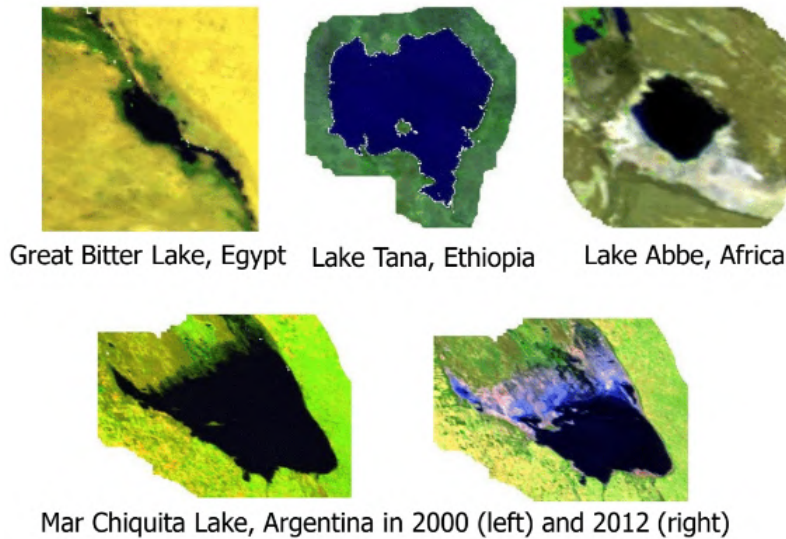 Great Bitter Lake, Egypt
Lake Tana, Ethiopia
Lake Abbe, Africa
Mar Chiquita Lake, Argentina in 2000 (left) and 2012 (right)